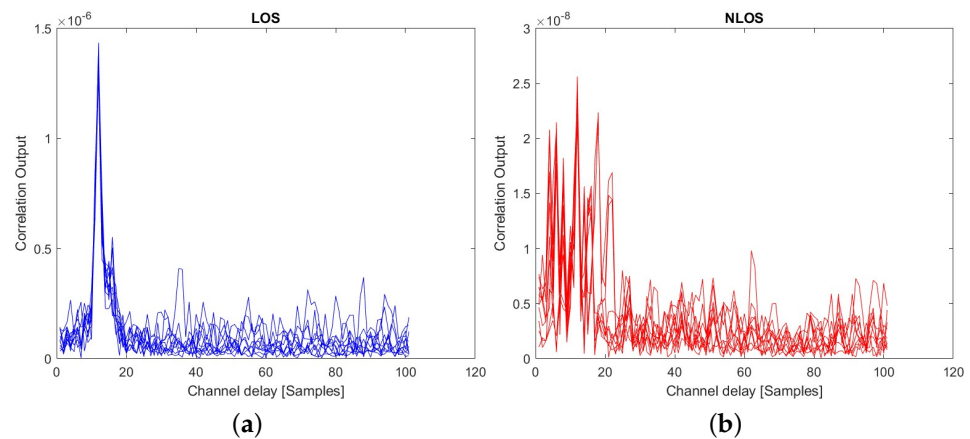 LOS
×10⁻⁶
1.5
1
0.5
0
Correlation Output
0 20 40 60 80 100 120
Channel delay [Samples]
(a)
NLOS
×10⁻⁸
3
2.5
2
1.5
1
0.5
0
Correlation Output
0 20 40 60 80 100 120
Channel delay [Samples]
(b)